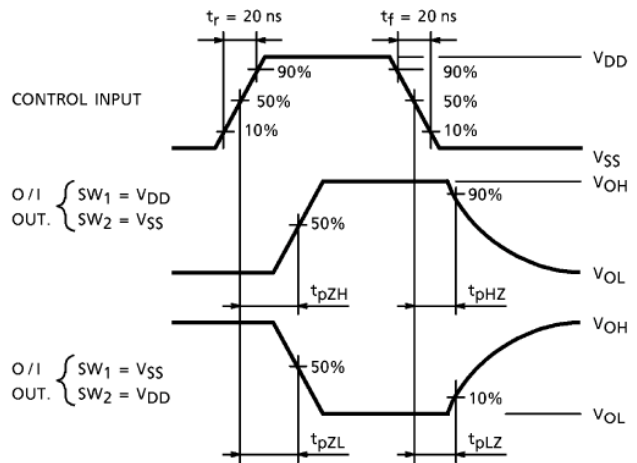 tr = 20 ns
tf = 20 ns
VDD
90%
90%
CONTROL INPUT
50%
50%
10%
10%
VSS
VOH
O/I { SW1 = VDD
OUT. { SW2 = VSS
90%
50%
tpZH
tpHZ
VOL
VOH
O/I { SW1 = VSS
OUT. { SW2 = VDD
50%
10%
VOL
tpZL
tpLZ